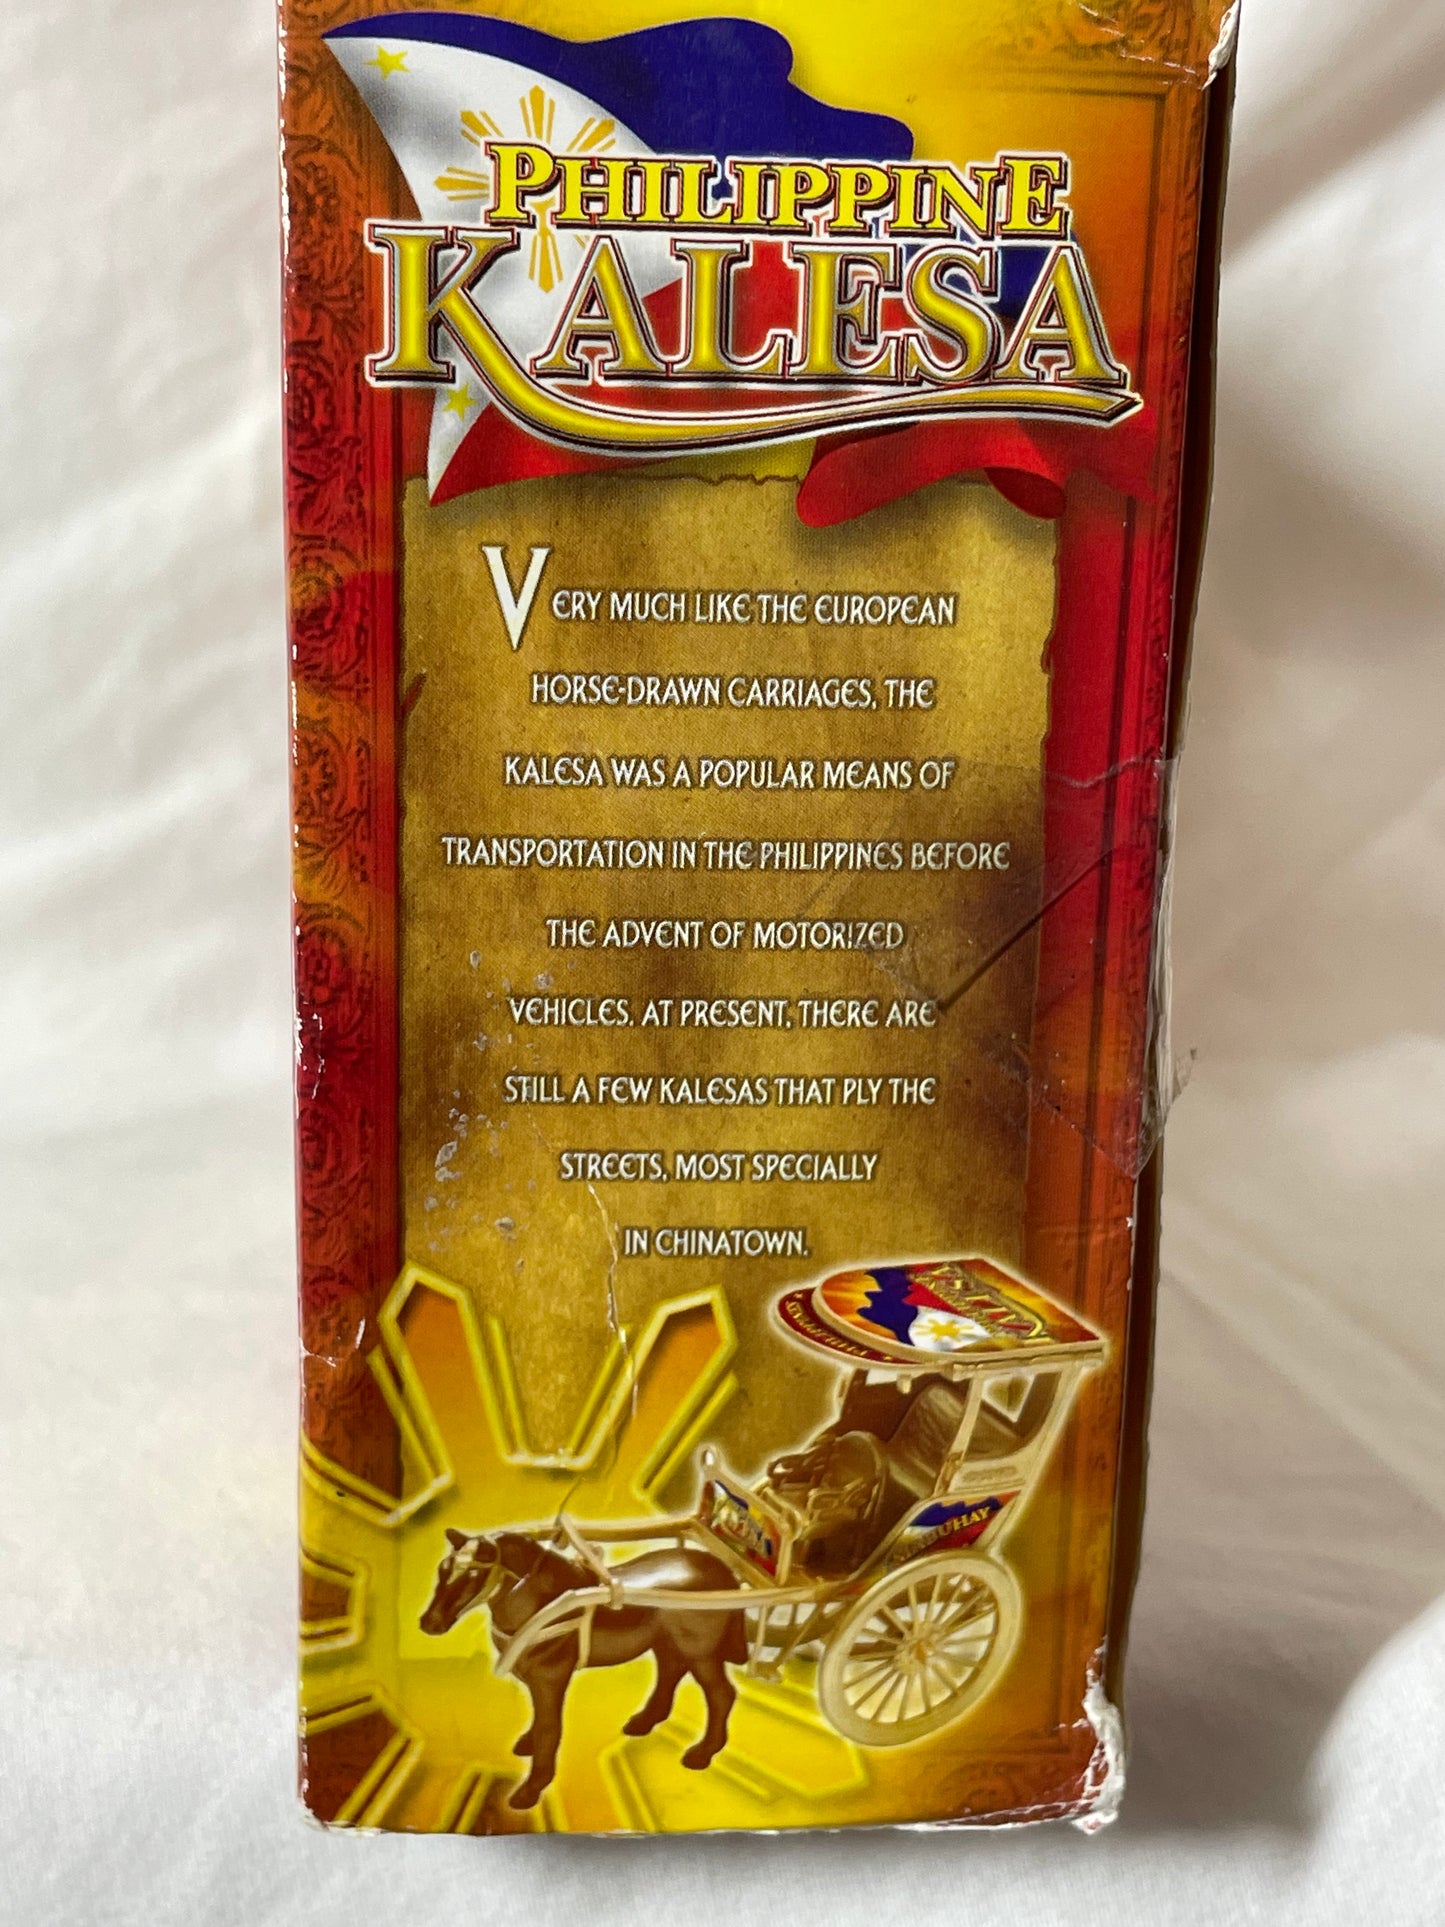 PHILIPPINE
KALESA
VERY MUCH LIKE THE EUROPEAN
HORSE-DRAWN CARRIAGES, THE
KALESA WAS A POPULAR MEANS OF
TRANSPORTATION IN THE PHILIPPINES BEFORE
THE ADVENT OF MOTORIZED
VEHICLES. AT PRESENT, THERE ARE
STILL A FEW KALESAS THAT PLY THE
STREETS, MOST SPECIALLY
IN CHINATOWN.
KALESA
MABUHAY